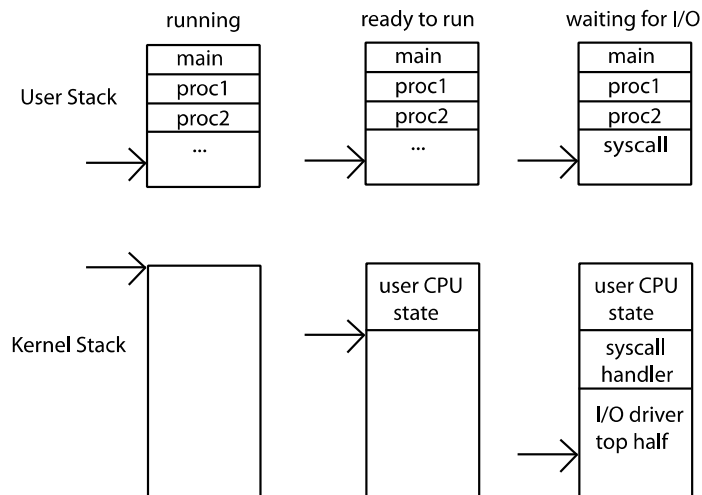 running
ready to run
waiting for I/O
User Stack
main
proc1
proc2
...
main
proc1
proc2
...
main
proc1
proc2
syscall
Kernel Stack
user CPU
state
user CPU
state
syscall
handler
I/O driver
top half